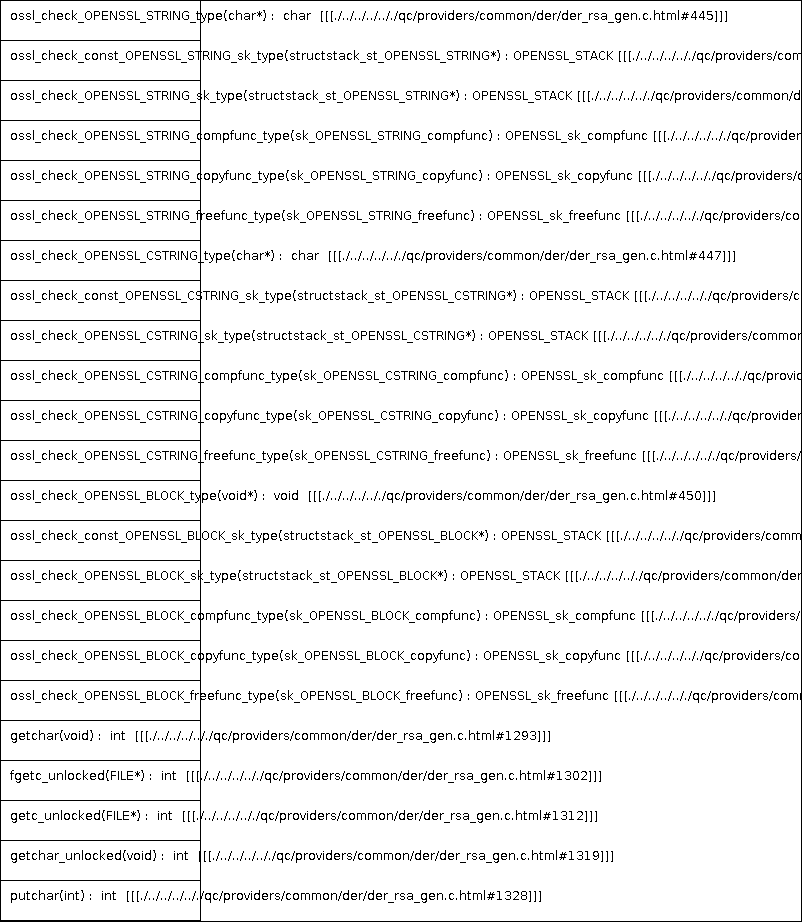 ossl_check_OPENSSL_STRING_type(char*) : char [[[./../../../../qc/providers/common/der/der_rsa_gen.c.html#445]]]
ossl_check_const_OPENSSL_STRING_sk_type(structstack_st_OPENSSL_STRING*) : OPENSSL_STACK [[[./../../../../qc/providers/com
ossl_check_OPENSSL_STRING_sk_type(structstack_st_OPENSSL_STRING*) : OPENSSL_STACK [[[./../../../../qc/providers/common/d
ossl_check_OPENSSL_STRING_compfunc_type(sk_OPENSSL_STRING_compfunc) : OPENSSL_sk_compfunc [[[./../../../../qc/provider
ossl_check_OPENSSL_STRING_copyfunc_type(sk_OPENSSL_STRING_copyfunc) : OPENSSL_sk_copyfunc [[[./../../../../qc/providers/c
ossl_check_OPENSSL_STRING_freefunc_type(sk_OPENSSL_STRING_freefunc) : OPENSSL_sk_freefunc [[[./../../../../qc/providers/co
ossl_check_OPENSSL_CSTRING_type(char*) : char [[[./../../../../qc/providers/common/der/der_rsa_gen.c.html#447]]]
ossl_check_const_OPENSSL_CSTRING_sk_type(structstack_st_OPENSSL_CSTRING*) : OPENSSL_STACK [[[./../../../../qc/providers/c
ossl_check_OPENSSL_CSTRING_sk_type(structstack_st_OPENSSL_CSTRING*) : OPENSSL_STACK [[[./../../../../qc/providers/common
ossl_check_OPENSSL_CSTRING_compfunc_type(sk_OPENSSL_CSTRING_compfunc) : OPENSSL_sk_compfunc [[[./../../../../qc/provid
ossl_check_OPENSSL_CSTRING_copyfunc_type(sk_OPENSSL_CSTRING_copyfunc) : OPENSSL_sk_copyfunc [[[./../../../../qc/provider
ossl_check_OPENSSL_CSTRING_freefunc_type(sk_OPENSSL_CSTRING_freefunc) : OPENSSL_sk_freefunc [[[./../../../../qc/providers/
ossl_check_OPENSSL_BLOCK_type(void*) : void [[[./../../../../qc/providers/common/der/der_rsa_gen.c.html#450]]]
ossl_check_const_OPENSSL_BLOCK_sk_type(structstack_st_OPENSSL_BLOCK*) : OPENSSL_STACK [[[./../../../../qc/providers/comm
ossl_check_OPENSSL_BLOCK_sk_type(structstack_st_OPENSSL_BLOCK*) : OPENSSL_STACK [[[./../../../../qc/providers/common/der
ossl_check_OPENSSL_BLOCK_compfunc_type(sk_OPENSSL_BLOCK_compfunc) : OPENSSL_sk_compfunc [[[./../../../../qc/providers/
ossl_check_OPENSSL_BLOCK_copyfunc_type(sk_OPENSSL_BLOCK_copyfunc) : OPENSSL_sk_copyfunc [[[./../../../../qc/providers/co
ossl_check_OPENSSL_BLOCK_freefunc_type(sk_OPENSSL_BLOCK_freefunc) : OPENSSL_sk_freefunc [[[./../../../../qc/providers/com
getchar(void) : int [[[./../../../../qc/providers/common/der/der_rsa_gen.c.html#1293]]]
fgetc_unlocked(FILE*) : int [[[./../../../../qc/providers/common/der/der_rsa_gen.c.html#1302]]]
getc_unlocked(FILE*) : int [[[./../../../../qc/providers/common/der/der_rsa_gen.c.html#1312]]]
getchar_unlocked(void) : int [[[./../../../../qc/providers/common/der/der_rsa_gen.c.html#1319]]]
putchar(int) : int [[[./../../../../qc/providers/common/der/der_rsa_gen.c.html#1328]]]